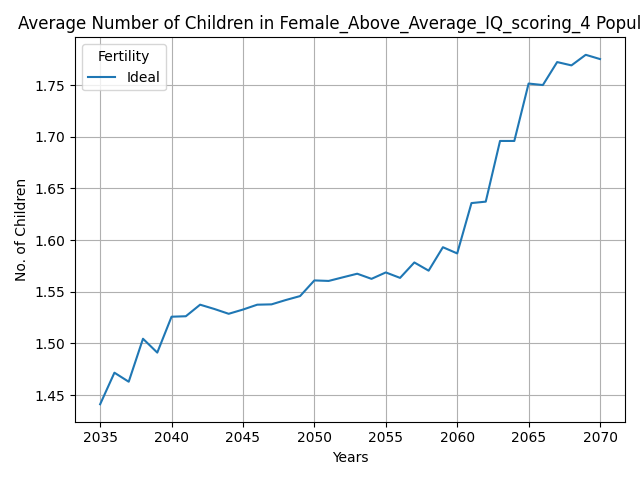 Average Number of Children in Female_Above_Average_IQ_scoring_4 Popul
Fertility
Ideal
1.75
1.70
1.65
1.60
1.55
1.50
1.45
No. of Children
2035 2040 2045 2050 2055 2060 2065 2070
Years